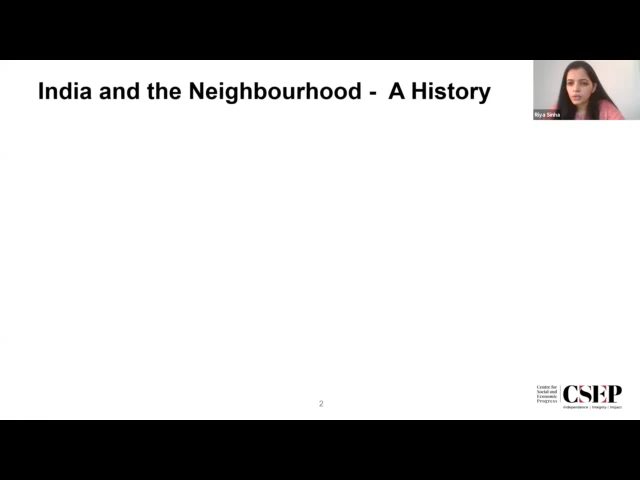 India and the Neighbourhood - A History
Riya Sinha
2
Centre for
Social and
Economic
Progress
CSEP
Independence | Integrity | Impact